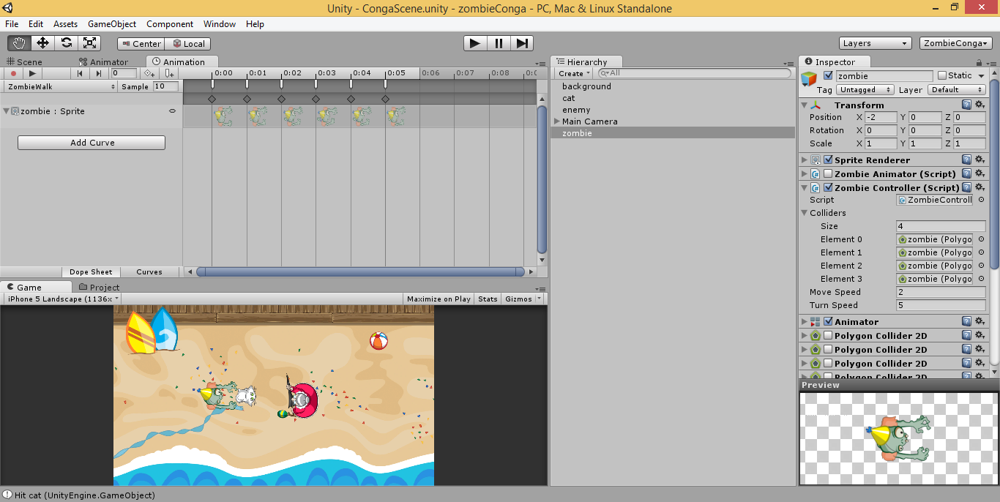 Unity - CongaScene.unity - zombieConga - PC, Mac & Linux Standalone
File Edit Assets GameObject Component Window Help
Center Local Layers ZombieConga
Scene Animator Animation
0
0:00 0:01 0:02 0:03 0:04 0:05 0:06 0:07 0:08
ZombieWalk Sample 10
zombie : Sprite
Add Curve
Dope Sheet Curves
Game Project
iPhone 5 Landscape (1136x
Maximize on Play Stats Gizmos
Hierarchy
Create All
background
cat
enemy
Main Camera
zombie
Inspector
zombie Static
Tag Untagged Layer Default
Transform
Position X -2 Y 0 Z 0
Rotation X 0 Y 0 Z 0
Scale X 1 Y 1 Z 1
Sprite Renderer
Zombie Animator (Script)
Zombie Controller (Script)
Script ZombieControll
Colliders
Size 4
Element 0 zombie (Polygo
Element 1 zombie (Polygo
Element 2 zombie (Polygo
Element 3 zombie (Polygo
Move Speed 2
Turn Speed 5
Animator
Polygon Collider 2D
Polygon Collider 2D
Polygon Collider 2D
Polygon Collider 2D
Preview
Hit cat (UnityEngine.GameObject)